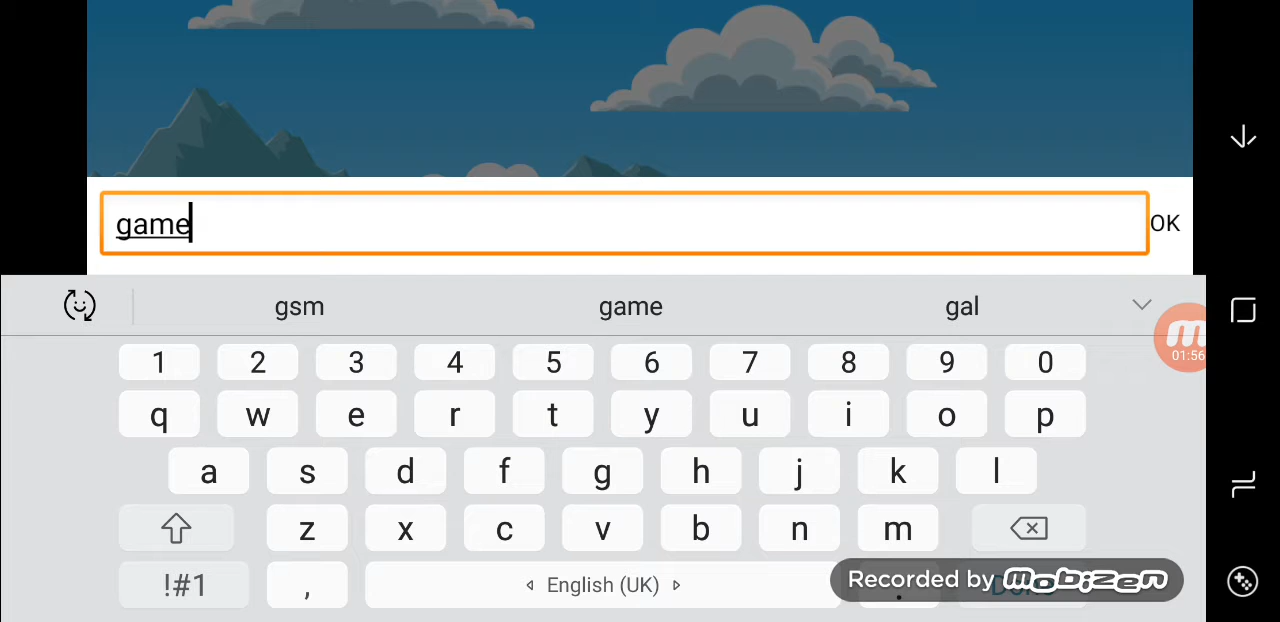 game
OK
gsm game gal
01:56
1 2 3 4 5 6 7 8 9 0
q w e r t y u i o p
a s d f g h j k l
z x c v b n m
!#1 , English (UK) .
Recorded by mobizen